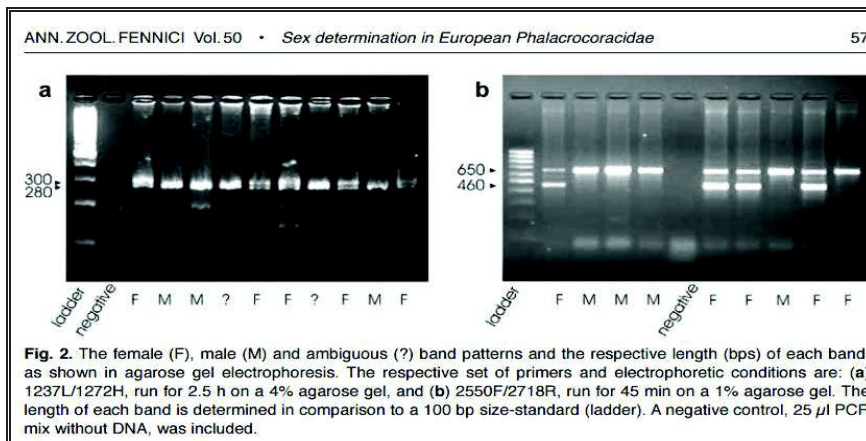 ANN. ZOOL. FENNICI Vol. 50 • Sex determination in European Phalacrocoracidae 57
a b
300
280
650
460
ladder negative F M M ? F F ? F M F
ladder F M M M negative F F M F F
Fig. 2. The female (F), male (M) and ambiguous (?) band patterns and the respective length (bps) of each band
as shown in agarose gel electrophoresis. The respective set of primers and electrophoretic conditions are: (a)
1237L/1272H, run for 2.5 h on a 4% agarose gel, and (b) 2550F/2718R, run for 45 min on a 1% agarose gel. The
length of each band is determined in comparison to a 100 bp size-standard (ladder). A negative control, 25 µl PCR
mix without DNA, was included.